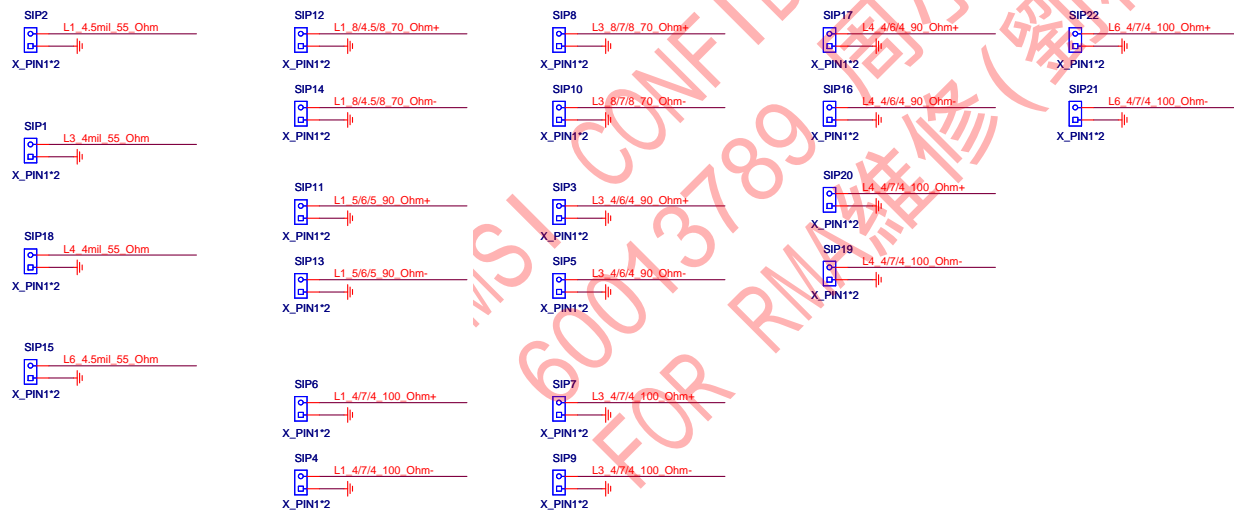 SIP2
L1_4.5mil_55_Ohm
X_PIN1*2
SIP1
L3_4mil_55_Ohm
X_PIN1*2
SIP18
L4_4mil_55_Ohm
X_PIN1*2
SIP15
L6_4.5mil_55_Ohm
X_PIN1*2
SIP12
L1_8/4.5/8_70_Ohm+
X_PIN1*2
SIP14
L1_8/4.5/8_70_Ohm-
X_PIN1*2
SIP11
L1_5/6/5_90_Ohm+
X_PIN1*2
SIP13
L1_5/6/5_90_Ohm-
X_PIN1*2
SIP6
L1_4/7/4_100_Ohm+
X_PIN1*2
SIP4
L1_4/7/4_100_Ohm-
X_PIN1*2
SIP8
L3_8/7/8_70_Ohm+
X_PIN1*2
SIP10
L3_8/7/8_70_Ohm-
X_PIN1*2
SIP3
L3_4/6/4_90_Ohm+
X_PIN1*2
SIP5
L3_4/6/4_90_Ohm-
X_PIN1*2
SIP7
L3_4/7/4_100_Ohm+
X_PIN1*2
SIP9
L3_4/7/4_100_Ohm-
X_PIN1*2
SIP17
L4_4/6/4_90_Ohm+
X_PIN1*2
SIP16
L4_4/6/4_90_Ohm-
X_PIN1*2
SIP20
L4_4/7/4_100_Ohm+
X_PIN1*2
SIP19
L4_4/7/4_100_Ohm-
X_PIN1*2
SIP22
L6_4/7/4_100_Ohm+
X_PIN1*2
SIP21
L6_4/7/4_100_Ohm-
X_PIN1*2
MSI
60013789 周
FOR RMA維修(劉